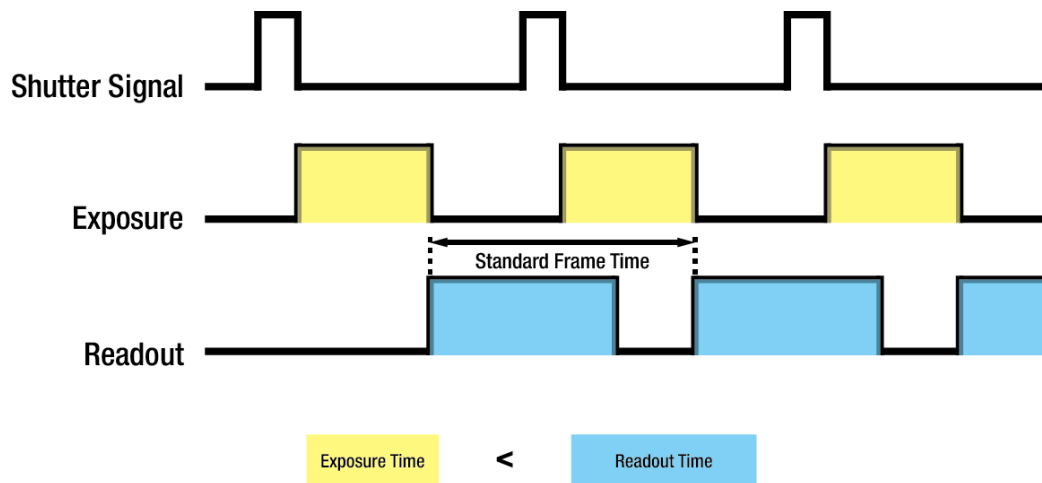 Shutter Signal
Exposure
Standard Frame Time
Readout
Exposure Time < Readout Time